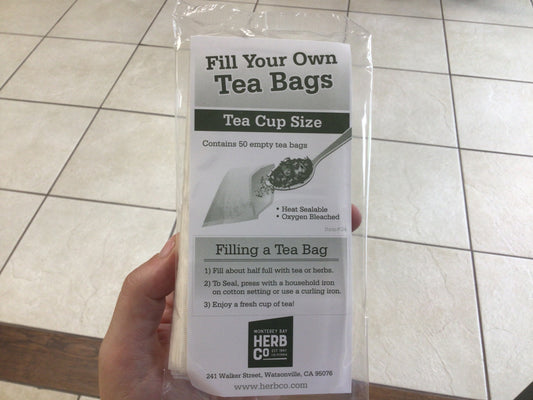 Fill Your Own
Tea Bags
Tea Cup Size
Contains 50 empty tea bags
• Heat Sealable
• Oxygen Bleached
Filling a Tea Bag
1) Fill about half full with tea or herbs.
2) To Seal, press with a household iron
on cotton setting or use a curling iron.
3) Enjoy a fresh cup of tea!
MONTEREY BAY
HERB
CO
241 Walker Street, Watsonville, CA 95076
www.herbco.com